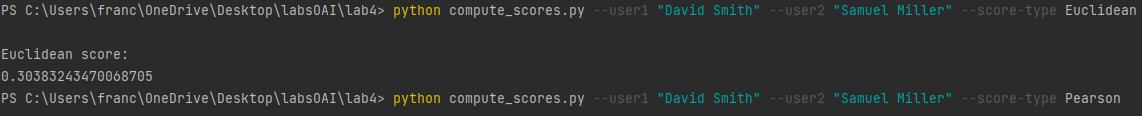 PS C:\Users\franc\OneDrive\Desktop\labsOAI\lab4> python compute_scores.py --user1 "David Smith" --user2 "Samuel Miller" --score-type Euclidean
Euclidean score:
0.30383243470068705
PS C:\Users\franc\OneDrive\Desktop\labsOAI\lab4> python compute_scores.py --user1 "David Smith" --user2 "Samuel Miller" --score-type Pearson